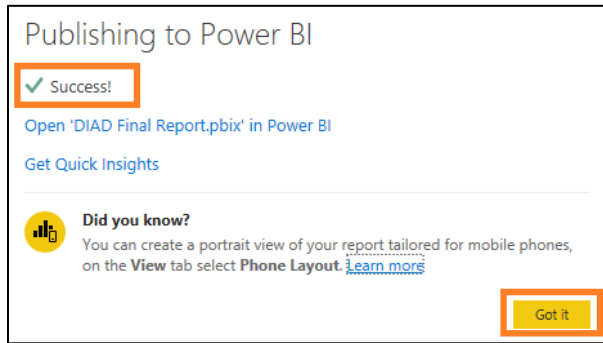 Publishing to Power BI
Success!
Open 'DIAD Final Report.pbix' in Power BI
Get Quick Insights
Did you know?
You can create a portrait view of your report tailored for mobile phones,
on the View tab select Phone Layout. Learn more
Got it